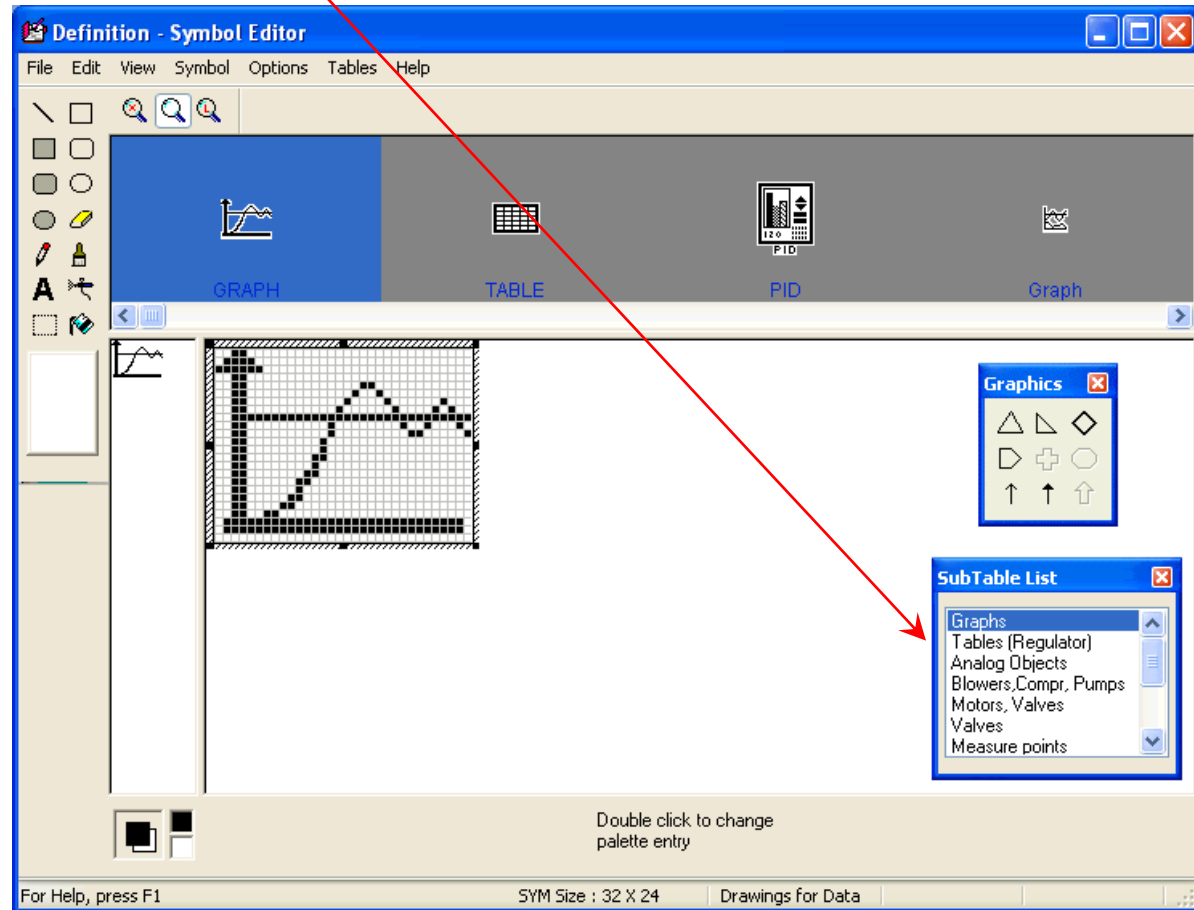 Definition - Symbol Editor
File Edit View Symbol Options Tables Help
GRAPH TABLE PID Graph
120
PID
Graphics
SubTable List
Graphs
Tables (Regulator)
Analog Objects
Blowers,Compr, Pumps
Motors, Valves
Valves
Measure points
Double click to change
palette entry
For Help, press F1 SYM Size : 32 X 24 Drawings for Data